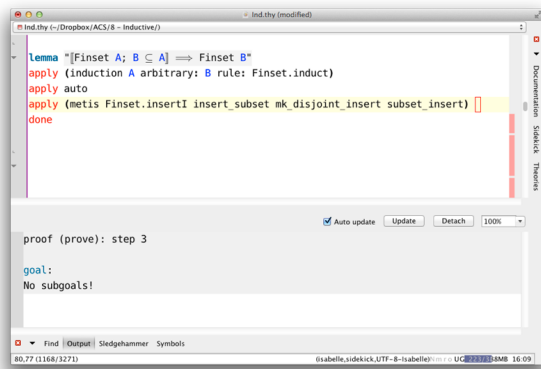 Ind.thy (modified)
Ind.thy (~/Dropbox/ACS/8 – Inductive/)
lemma "⟦Finset A; B ⊆ A⟧ ⟹ Finset B"
apply (induction A arbitrary: B rule: Finset.induct)
apply auto
apply (metis Finset.insertI insert_subset mk_disjoint_insert subset_insert)
done
Documentation
Sidekick
Theories
Auto update
Update
Detach
100%
proof (prove): step 3
goal:
No subgoals!
Find Output Sledgehammer Symbols
80,77 (1168/3271)
(isabelle,sidekick,UTF-8-Isabelle)
16:09